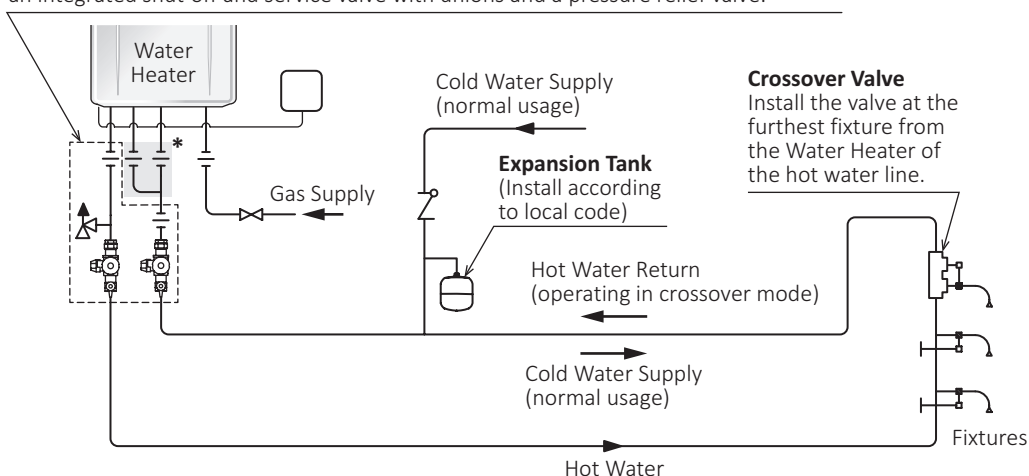 an integrated shut off and service valve with unions and a pressure relief valve.
Water
Heater
*
Cold Water Supply
(normal usage)
Crossover Valve
Install the valve at the
furthest fixture from
the Water Heater of
the hot water line.
Expansion Tank
(Install according
to local code)
Gas Supply
Hot Water Return
(operating in crossover mode)
Cold Water Supply
(normal usage)
Fixtures
Hot Water